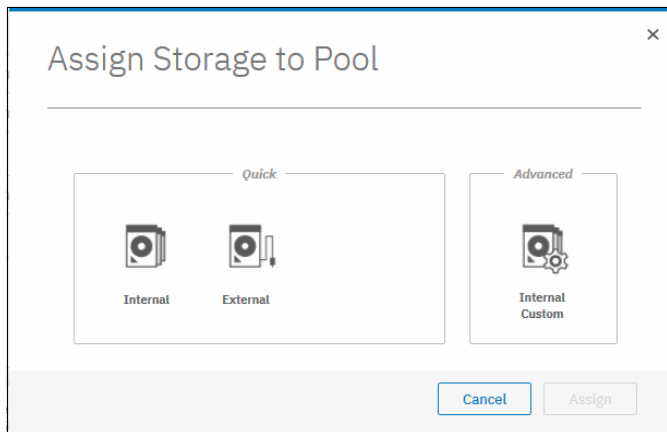 Assign Storage to Pool
Quick
Advanced
Internal
External
Internal
Custom
Cancel
Assign